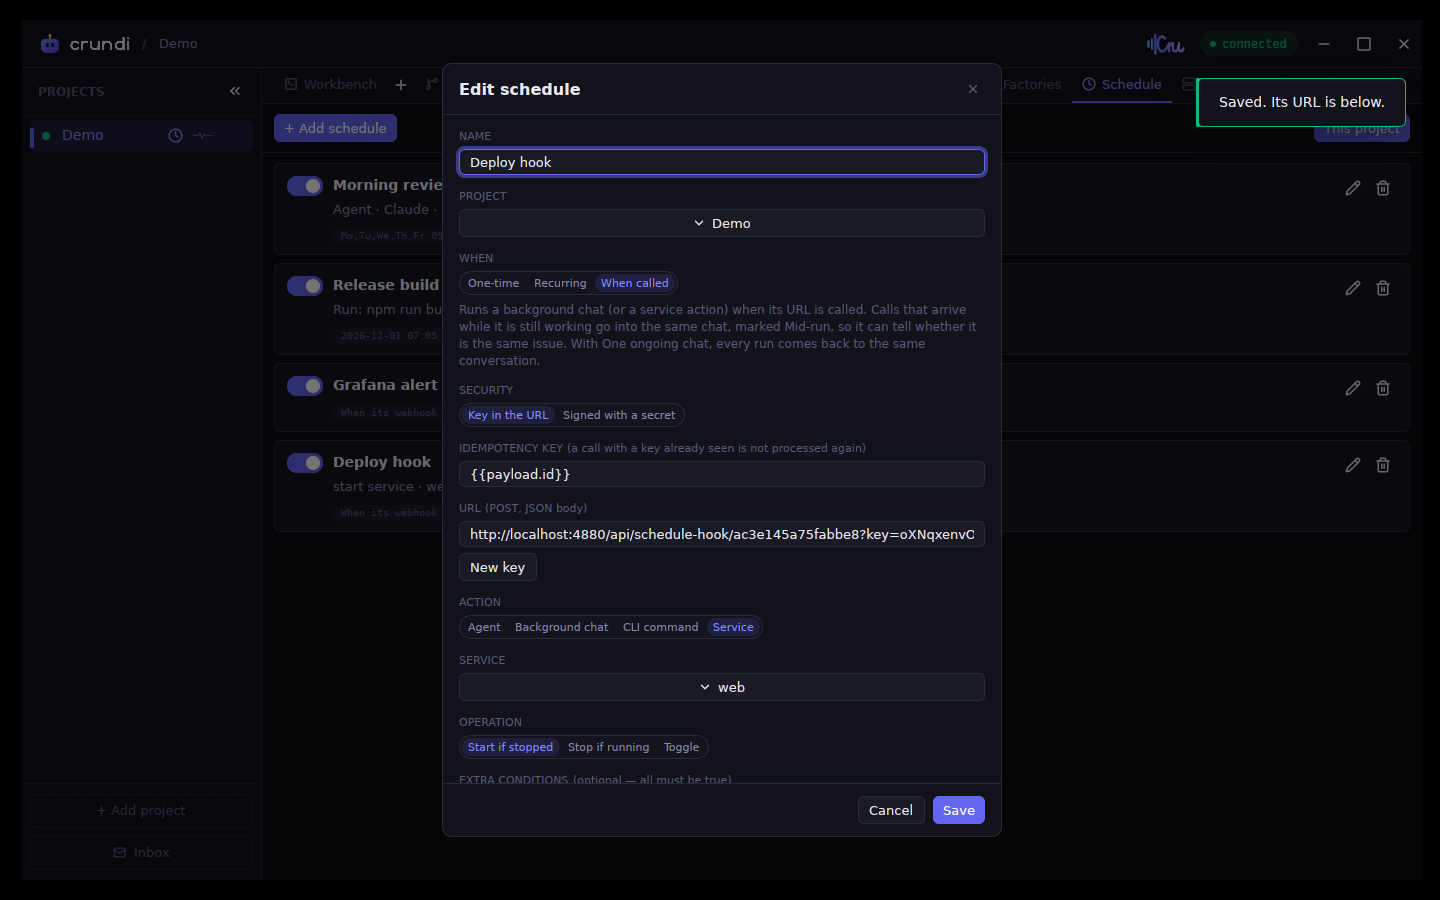 crundi / Demo
Cru
connected
PROJECTS
Workbench
Factories
Schedule
Saved. Its URL is below.
Demo
+ Add schedule
This project
Morning revie
Agent · Claude ·
Mo,Tu,We,Th,Fr 09
Release build
Run: npm run bu
2026-12-01 07:05
Grafana alert
When its webhook
Deploy hook
start service · we
When its webhook
+ Add project
Inbox
Edit schedule
NAME
Deploy hook
PROJECT
Demo
WHEN
One-time Recurring When called
Runs a background chat (or a service action) when its URL is called. Calls that arrive
while it is still working go into the same chat, marked Mid-run, so it can tell whether it
is the same issue. With One ongoing chat, every run comes back to the same
conversation.
SECURITY
Key in the URL Signed with a secret
IDEMPOTENCY KEY (a call with a key already seen is not processed again)
{{payload.id}}
URL (POST, JSON body)
http://localhost:4880/api/schedule-hook/ac3e145a75fabbe8?key=oXNqxenvO
New key
ACTION
Agent Background chat CLI command Service
SERVICE
web
OPERATION
Start if stopped Stop if running Toggle
EXTRA CONDITIONS (optional — all must be true)
Cancel Save